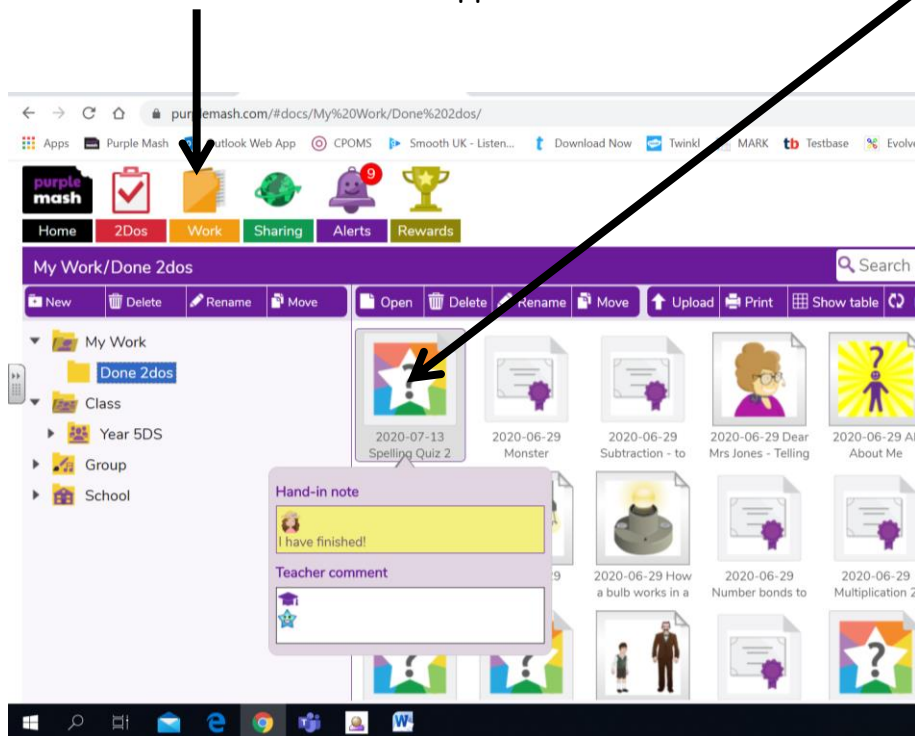 purplemash.com/#docs/My%20Work/Done%202dos/
Apps Purple Mash Outlook Web App CPOMS Smooth UK - Listen... Download Now Twinkl MARK tb Testbase Evolve
purple
mash
9
Home 2Dos Work Sharing Alerts Rewards
My Work/Done 2dos Search
New Delete Rename Move Open Delete Rename Move Upload Print Show table
My Work
Done 2dos
Class
Year 5DS
Group
School
2020-07-13
Spelling Quiz 2
2020-06-29
Monster
2020-06-29
Subtraction - to
2020-06-29 Dear
Mrs Jones - Telling
2020-06-29
About Me
Hand-in note
I have finished!
Teacher comment
2020-06-29 How
a bulb works in a
2020-06-29
Number bonds to
2020-06-29
Multiplication 2